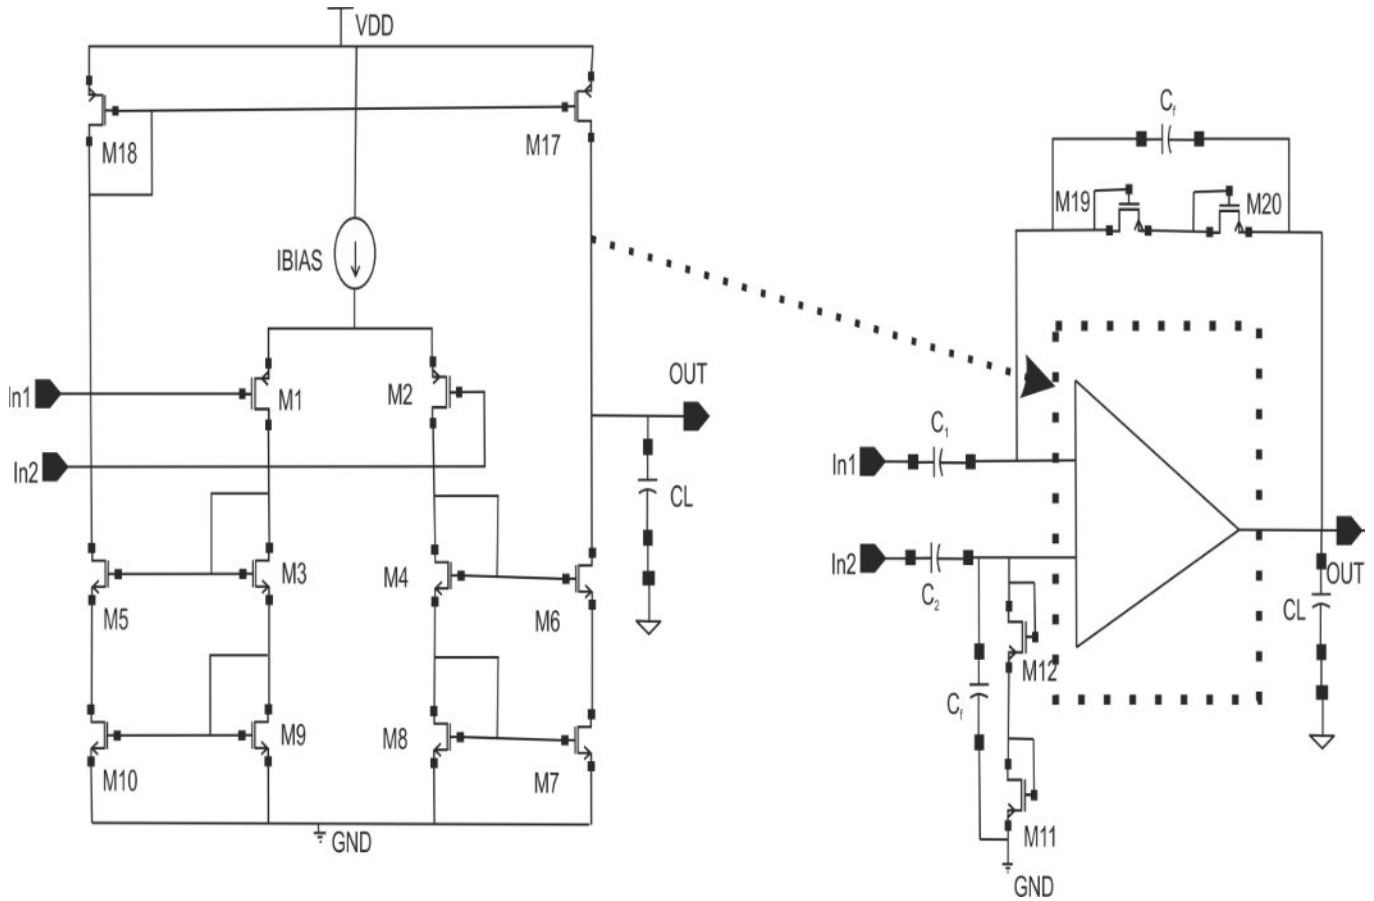 VDD
M18
M17
IBIAS
In1
M1
M2
OUT
In2
CL
M3
M4
M5
M6
M9
M8
M10
M7
GND
Cf
M19
M20
In1
C1
In2
C2
OUT
CL
M12
Cf
M11
GND